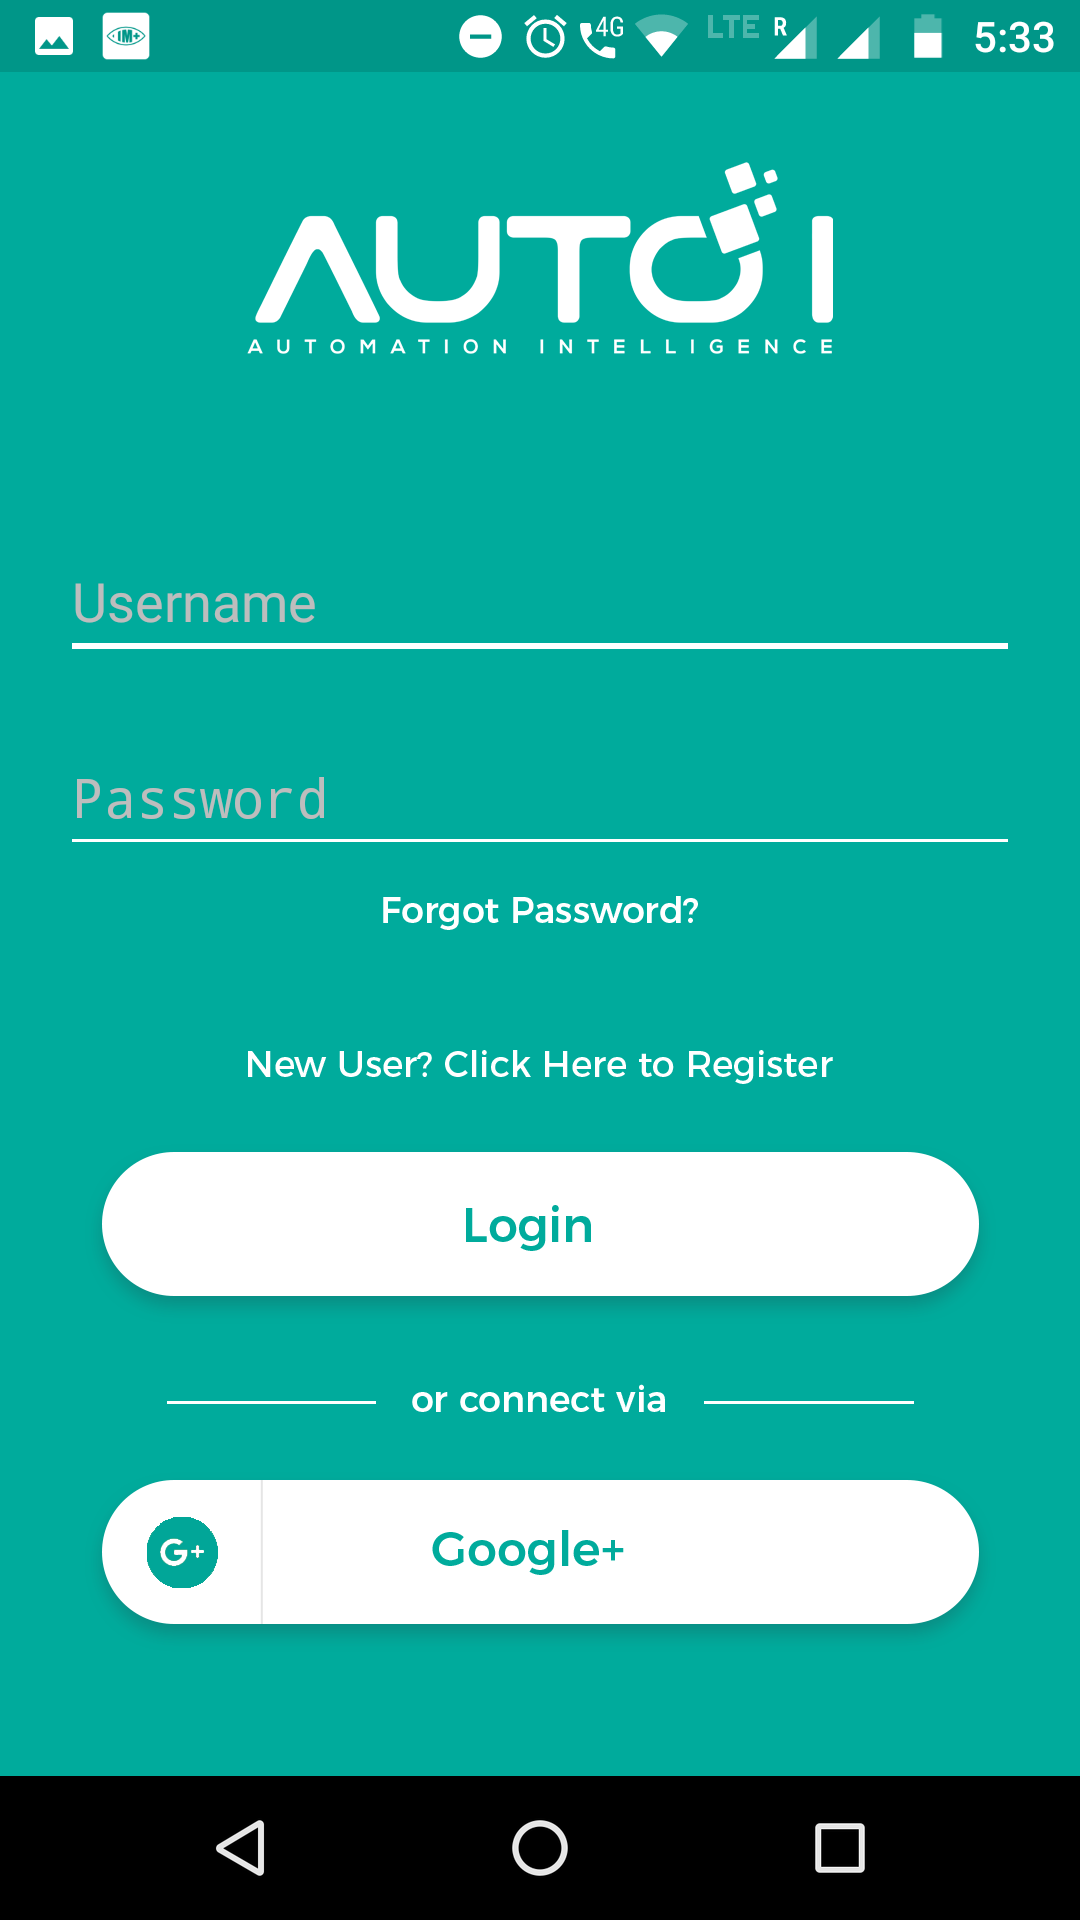 IM+
4G
LTE
R
5:33
AUTO I
AUTOMATION INTELLIGENCE
Username
Password
Forgot Password?
New User? Click Here to Register
Login
or connect via
G+
Google+